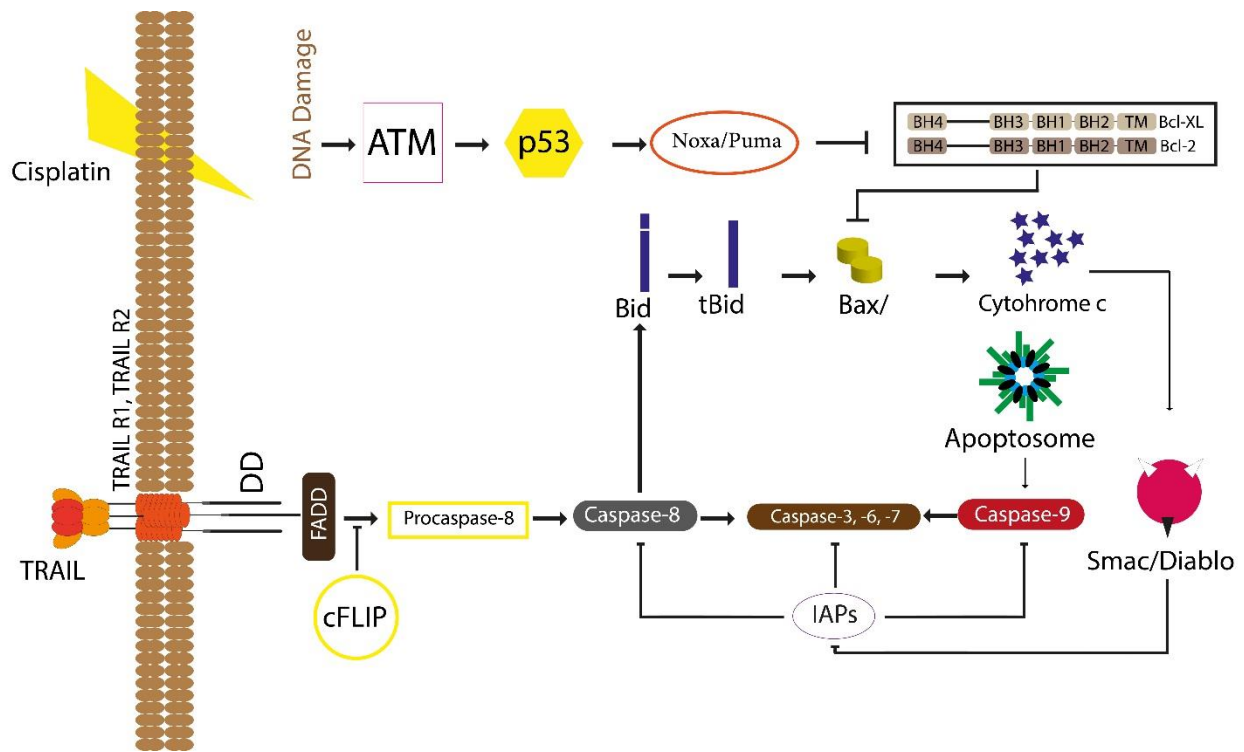 Cisplatin
DNA Damage
ATM
p53
Noxa/Puma
BH4 BH3 BH1 BH2 TM Bcl-XL
BH4 BH3 BH1 BH2 TM Bcl-2
Bid
tBid
Bax/
Cytohrome c
Apoptosome
TRAIL R1, TRAIL R2
DD
TRAIL
FADD
Procaspase-8
Caspase-8
Caspase-3, -6, -7
Caspase-9
Smac/Diablo
cFLIP
IAPs